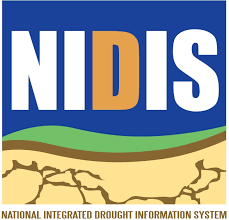 NIDIS
NATIONAL INTEGRATED DROUGHT INFORMATION SYSTEM